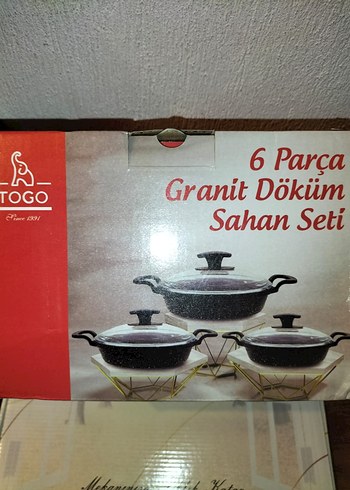 6 Parça
Granit Döküm
Sahan Seti
TOGO
Since 1991